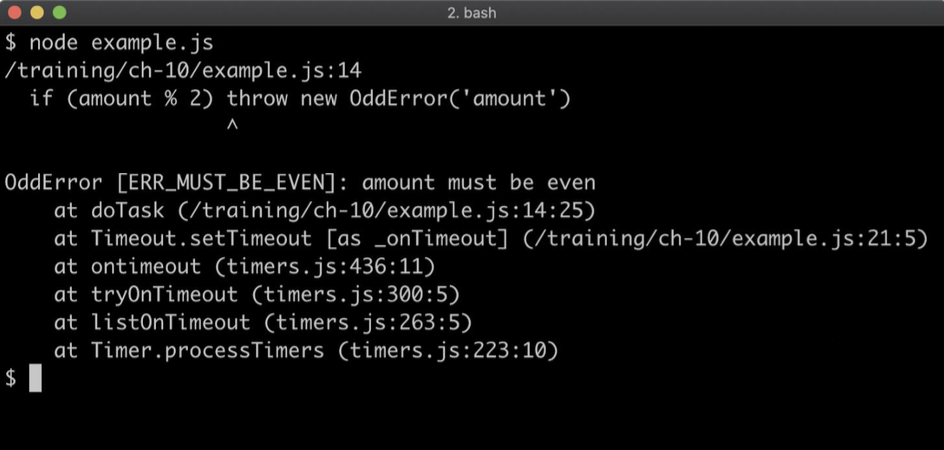 2. bash
$ node example.js
/training/ch-10/example.js:14
  if (amount % 2) throw new OddError('amount')
                  ^
OddError [ERR_MUST_BE_EVEN]: amount must be even
    at doTask (/training/ch-10/example.js:14:25)
    at Timeout.setTimeout [as _onTimeout] (/training/ch-10/example.js:21:5)
    at ontimeout (timers.js:436:11)
    at tryOnTimeout (timers.js:300:5)
    at listOnTimeout (timers.js:263:5)
    at Timer.processTimers (timers.js:223:10)
$